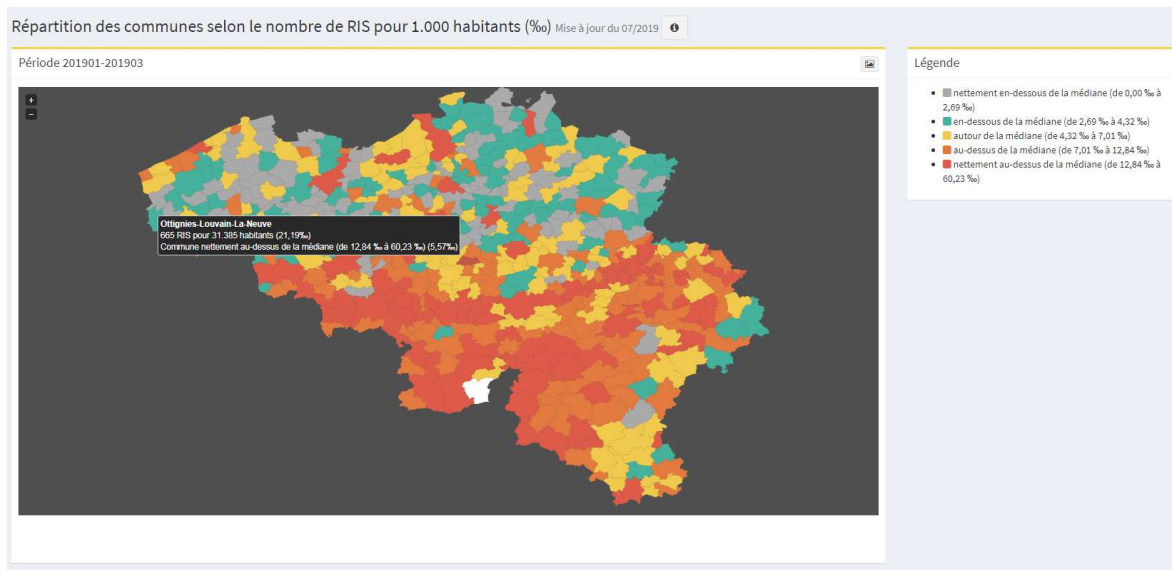 Répartition des communes selon le nombre de RIS pour 1.000 habitants (‰) Mise à jour du 07/2019
Période 201901-201903
+
−
Ottignies-Louvain-La-Neuve
665 RIS pour 31.385 habitants (21,19‰)
Commune nettement au-dessus de la médiane (de 12,84 ‰ à 60,23 ‰) (5,57‰)
Légende
nettement en-dessous de la médiane (de 0,00 ‰ à
2,69 ‰)
en-dessous de la médiane (de 2,69 ‰ à 4,32 ‰)
autour de la médiane (de 4,32 ‰ à 7,01 ‰)
au-dessus de la médiane (de 7,01 ‰ à 12,84 ‰)
nettement au-dessus de la médiane (de 12,84 ‰ à
60,23 ‰)